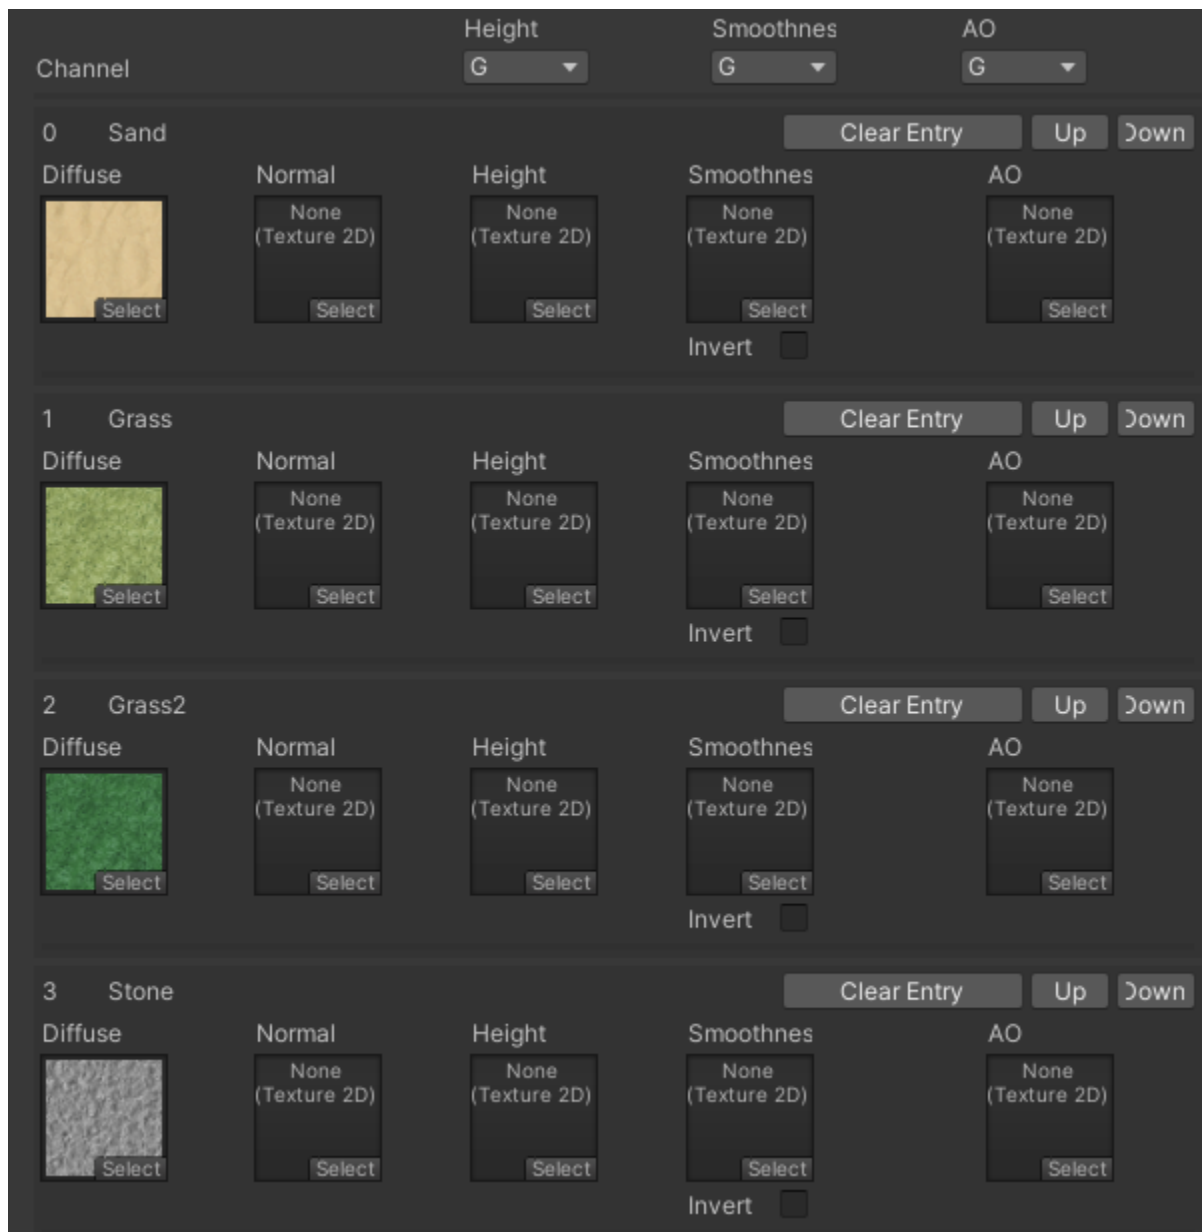 Height Smoothnes AO
Channel G G G
0 Sand Clear Entry Up Down
Diffuse Normal Height Smoothnes AO
None None None None
(Texture 2D) (Texture 2D) (Texture 2D) (Texture 2D)
Select Select Select Select Select
Invert
1 Grass Clear Entry Up Down
Diffuse Normal Height Smoothnes AO
None None None None
(Texture 2D) (Texture 2D) (Texture 2D) (Texture 2D)
Select Select Select Select Select
Invert
2 Grass2 Clear Entry Up Down
Diffuse Normal Height Smoothnes AO
None None None None
(Texture 2D) (Texture 2D) (Texture 2D) (Texture 2D)
Select Select Select Select Select
Invert
3 Stone Clear Entry Up Down
Diffuse Normal Height Smoothnes AO
None None None None
(Texture 2D) (Texture 2D) (Texture 2D) (Texture 2D)
Select Select Select Select Select
Invert